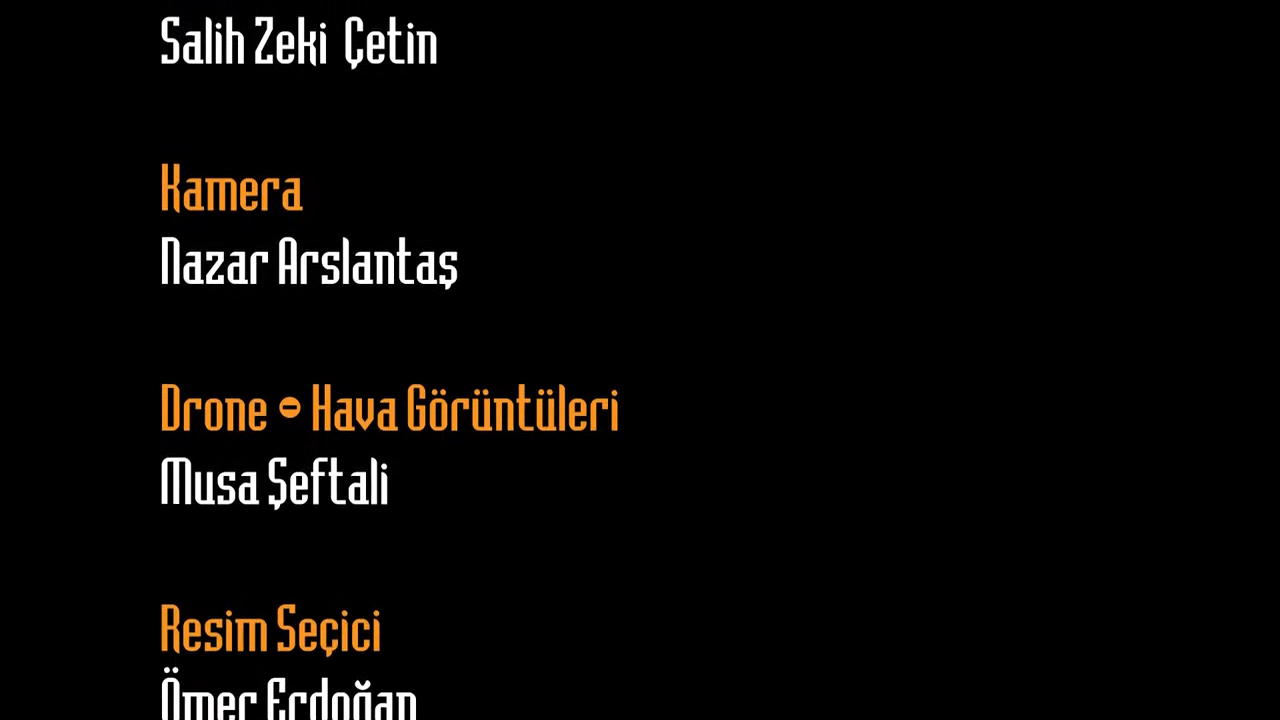 Salih Zeki Çetin
Kamera
Nazar Arslantaş
Drone - Hava Görüntüleri
Musa Şeftali
Resim Seçici
Ömer Erdoğan